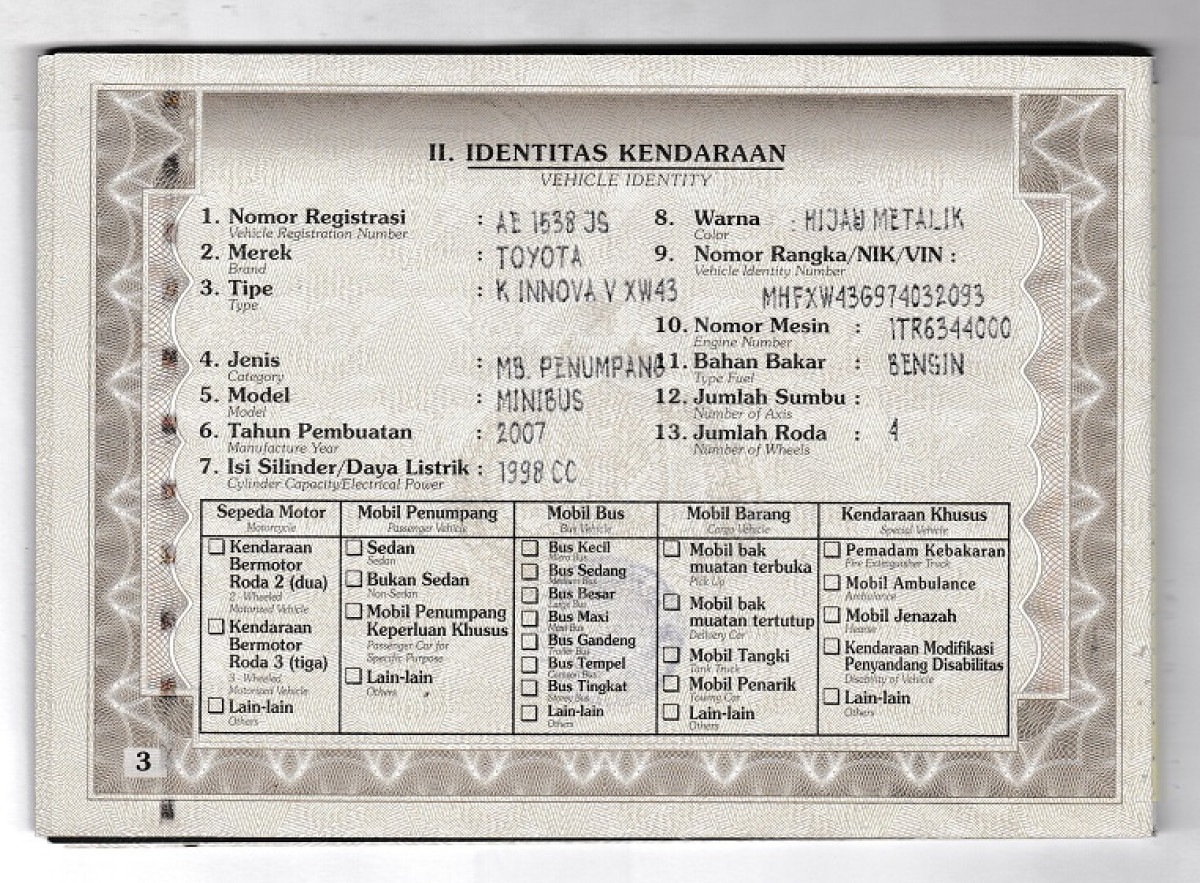 II. IDENTITAS KENDARAAN
VEHICLE IDENTITY
1. Nomor Registrasi : AE 1538 JS
Vehicle Registration Number
2. Merek : TOYOTA
Brand
3. Tipe : K INNOVA V XW43
Type
4. Jenis : MB. PENUMPANG
Category
5. Model : MINIBUS
Model
6. Tahun Pembuatan : 2007
Manufacture Year
7. Isi Silinder/Daya Listrik : 1998 CC
Cylinder Capacity/Electrical Power
8. Warna : HIJAU METALIK
Color
9. Nomor Rangka/NIK/VIN :
Vehicle Identity Number
MHFXW43G974032093
10. Nomor Mesin : 1TR6344000
Engine Number
11. Bahan Bakar : BENSIN
Type Fuel
12. Jumlah Sumbu :
Number of Axis
13. Jumlah Roda : 4
Number of Wheels
Sepeda Motor
Motorcycle
Kendaraan
Bermotor
Roda 2 (dua)
2 - Wheeled
Motorized Vehicle
Kendaraan
Bermotor
Roda 3 (tiga)
3 - Wheeled
Motorized Vehicle
Lain-lain
Others
Mobil Penumpang
Passenger Vehicle
Sedan
Sedan
Bukan Sedan
Non-Sedan
Mobil Penumpang
Keperluan Khusus
Passenger Car for
Specific Purpose
Lain-lain
Others
Mobil Bus
Bus Vehicle
Bus Kecil
Micro Bus
Bus Sedang
Medium Bus
Bus Besar
Large Bus
Bus Maxi
Maxi Bus
Bus Gandeng
Trailer Bus
Bus Tempel
Bus Tingkat
Storey Bus
Lain-lain
Others
Mobil Barang
Cargo Vehicle
Mobil bak
muatan terbuka
Pick Up
Mobil bak
muatan tertutup
Delivery Car
Mobil Tangki
Tank Truck
Mobil Penarik
Towing Car
Lain-lain
Others
Kendaraan Khusus
Special Vehicle
Pemadam Kebakaran
Fire Extinguisher Truck
Mobil Ambulance
Ambulance
Mobil Jenazah
Hearse
Kendaraan Modifikasi
Penyandang Disabilitas
Disability of Vehicle
Lain-lain
Others
3